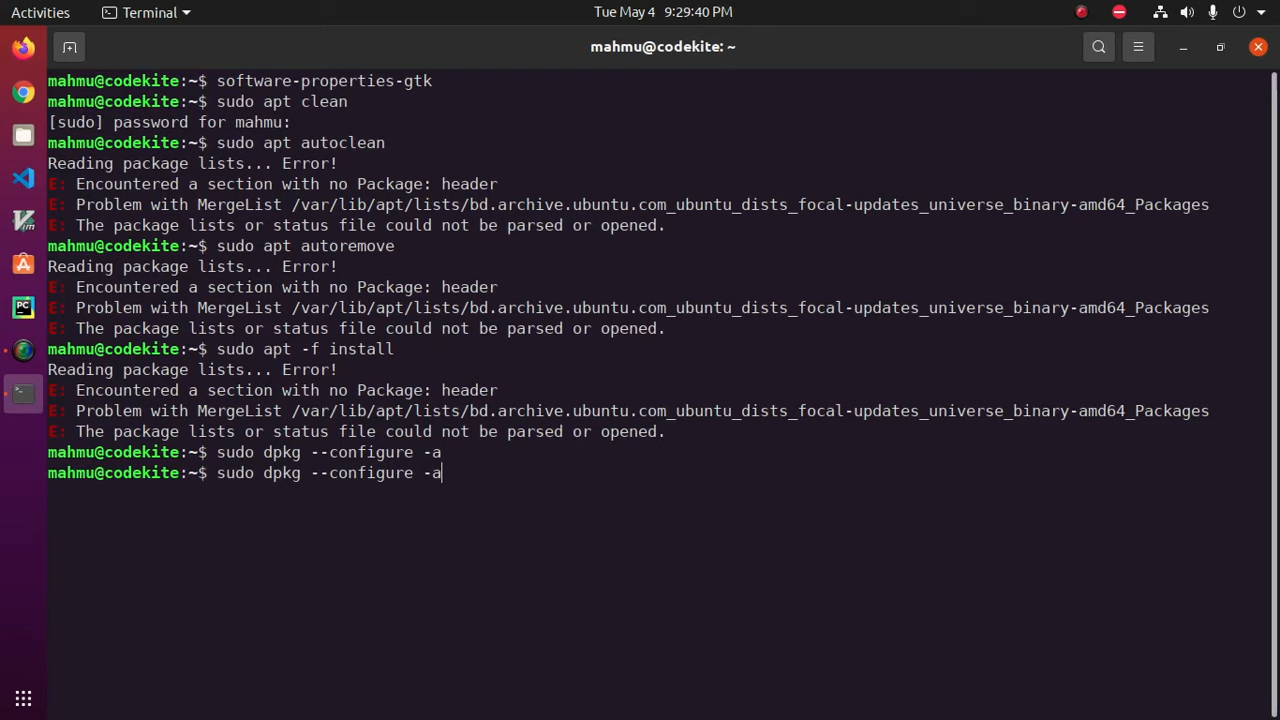 Activities
Terminal
Tue May 4 9:29:40 PM
mahmu@codekite: ~
mahmu@codekite:~$ software-properties-gtk
mahmu@codekite:~$ sudo apt clean
[sudo] password for mahmu:
mahmu@codekite:~$ sudo apt autoclean
Reading package lists... Error!
E: Encountered a section with no Package: header
E: Problem with MergeList /var/lib/apt/lists/bd.archive.ubuntu.com_ubuntu_dists_focal-updates_universe_binary-amd64_Packages
E: The package lists or status file could not be parsed or opened.
mahmu@codekite:~$ sudo apt autoremove
Reading package lists... Error!
E: Encountered a section with no Package: header
E: Problem with MergeList /var/lib/apt/lists/bd.archive.ubuntu.com_ubuntu_dists_focal-updates_universe_binary-amd64_Packages
E: The package lists or status file could not be parsed or opened.
mahmu@codekite:~$ sudo apt -f install
Reading package lists... Error!
E: Encountered a section with no Package: header
E: Problem with MergeList /var/lib/apt/lists/bd.archive.ubuntu.com_ubuntu_dists_focal-updates_universe_binary-amd64_Packages
E: The package lists or status file could not be parsed or opened.
mahmu@codekite:~$ sudo dpkg --configure -a
mahmu@codekite:~$ sudo dpkg --configure -a
PC